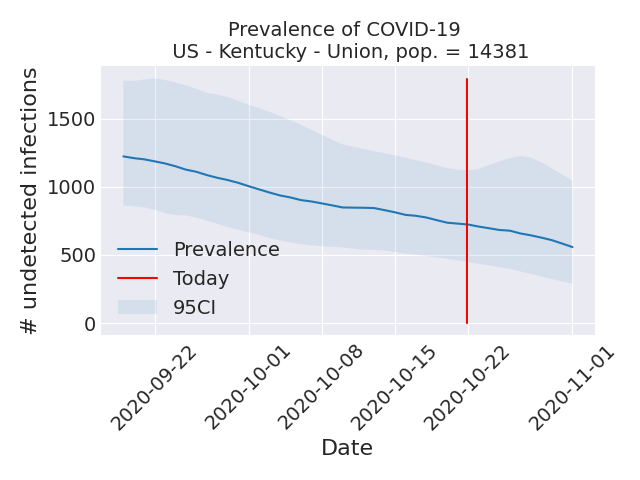 Prevalence of COVID-19
US - Kentucky - Union, pop. = 14381
# undetected infections
1500
1000
500
0
Prevalence
Today
95CI
2020-09-22
2020-10-01
2020-10-08
2020-10-15
2020-10-22
2020-11-01
Date